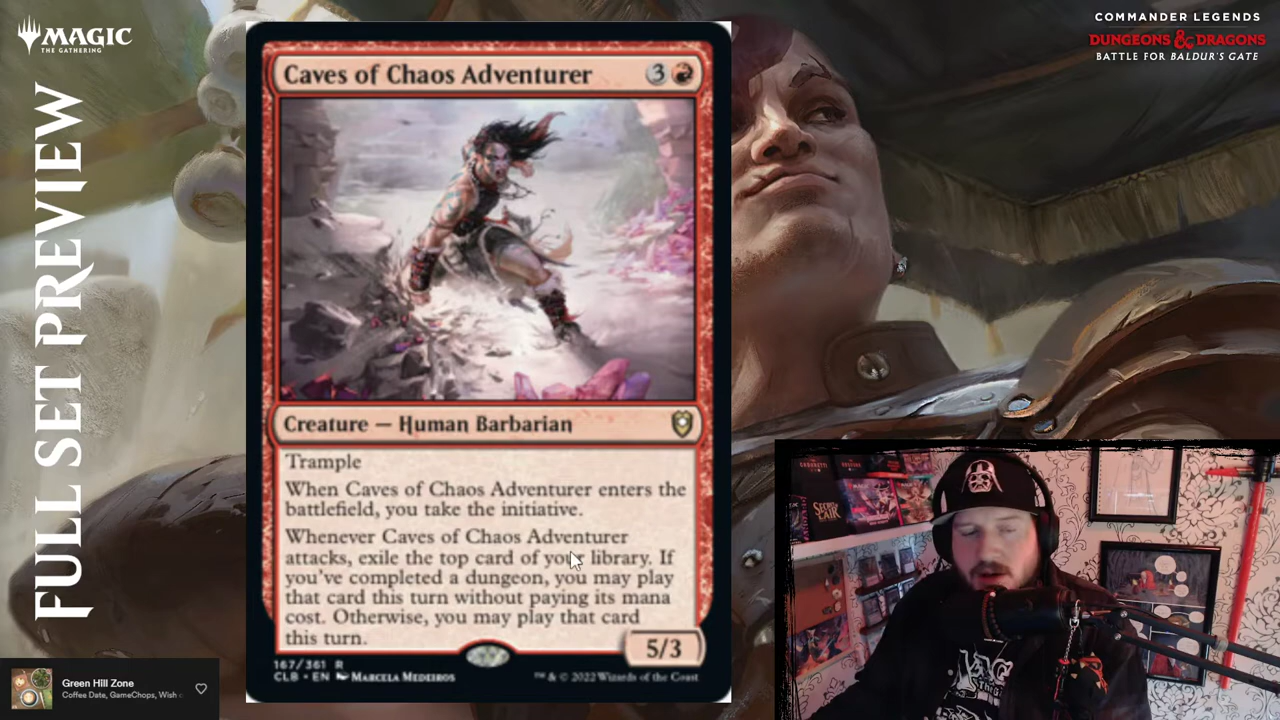 MAGIC
THE GATHERING
FULL SET PREVIEW
COMMANDER LEGENDS
DUNGEONS & DRAGONS
BATTLE FOR BALDUR'S GATE
Caves of Chaos Adventurer 3
Creature — Human Barbarian
Trample
When Caves of Chaos Adventurer enters the
battlefield, you take the initiative.
Whenever Caves of Chaos Adventurer
attacks, exile the top card of your library. If
you've completed a dungeon, you may play
that card this turn without paying its mana
cost. Otherwise, you may play that card
this turn.
5/3
167/361 R
CLB • EN Marcela Medeiros
™ & © 2022 Wizards of the Coast
Green Hill Zone
Coffee Date, GameChops, Wish
SECRET
LAIR
MAGIC